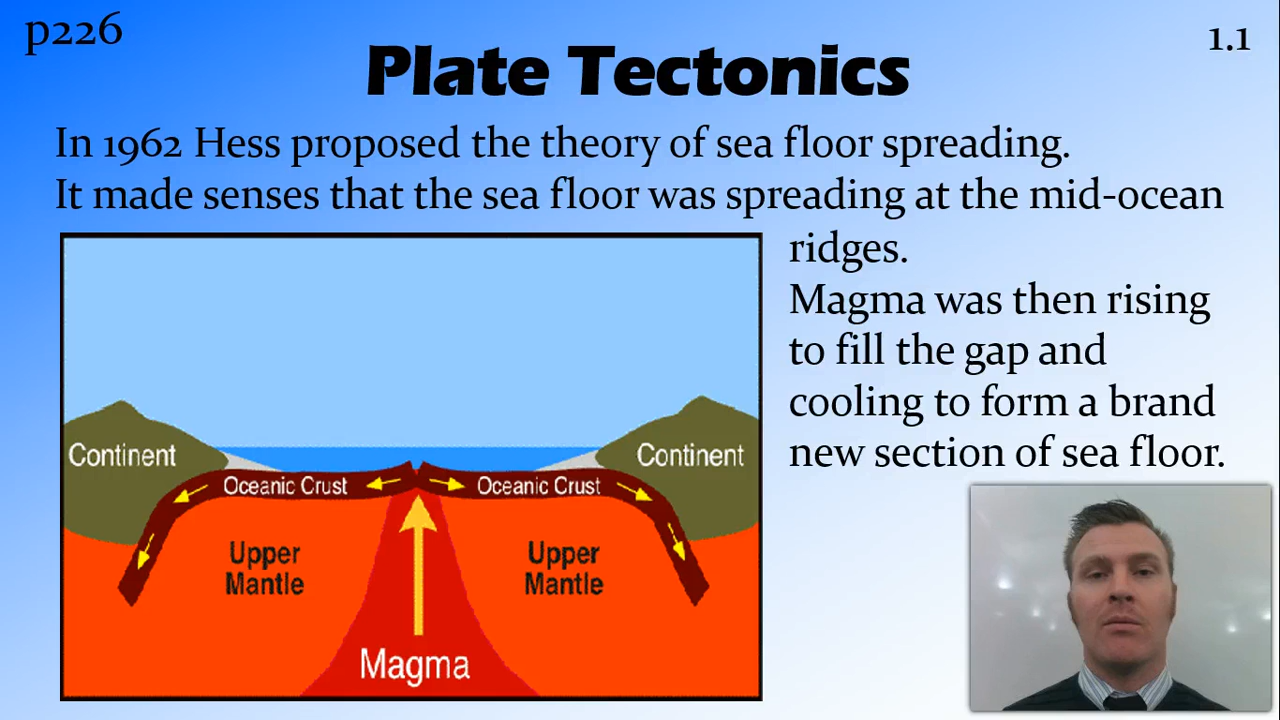 p226
1.1
Plate Tectonics
In 1962 Hess proposed the theory of sea floor spreading.
It made senses that the sea floor was spreading at the mid-ocean
ridges.
Magma was then rising
to fill the gap and
cooling to form a brand
new section of sea floor.
Continent
Continent
Oceanic Crust
Oceanic Crust
Upper
Mantle
Upper
Mantle
Magma